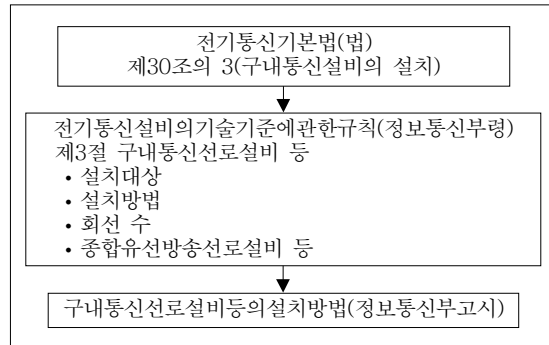 전기통신기본법(법)
제30조의 3(구내통신설비의 설치)
전기통신설비의기술기준에관한규칙(정보통신부령)
제3절 구내통신선로설비 등
• 설치대상
• 설치방법
• 회선 수
• 종합유선방송선로설비 등
구내통신선로설비등의설치방법(정보통신부고시)